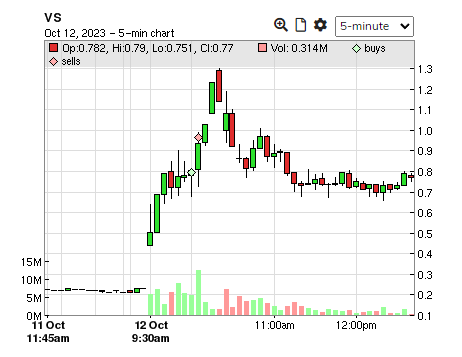 VS
Oct 12, 2023 - 5-min chart
5-minute
Op:0.782, Hi:0.79, Lo:0.751, Cl:0.77 Vol: 0.314M buys
sells
1.3
1.2
1.1
1.0
0.9
0.8
0.7
0.6
0.5
0.4
15M
10M 0.3
5M 0.2
0M 0.1
11 Oct 12 Oct 11:00am 12:00pm
11:45am 9:30am